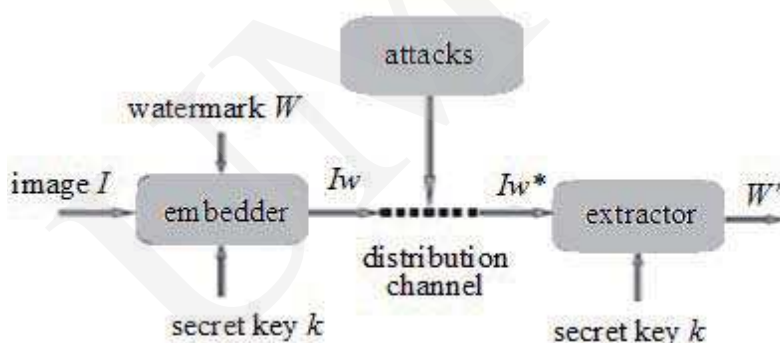 attacks
watermark W
image I
embedder
Iw
Iw*
extractor
distribution
channel
secret key k
secret key k